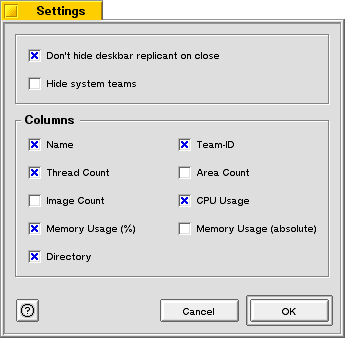 Settings
Don't hide deskbar replicant on close
Hide system teams
Columns
Name
Team-ID
Thread Count
Area Count
Image Count
CPU Usage
Memory Usage (%)
Memory Usage (absolute)
Directory
?
Cancel
OK